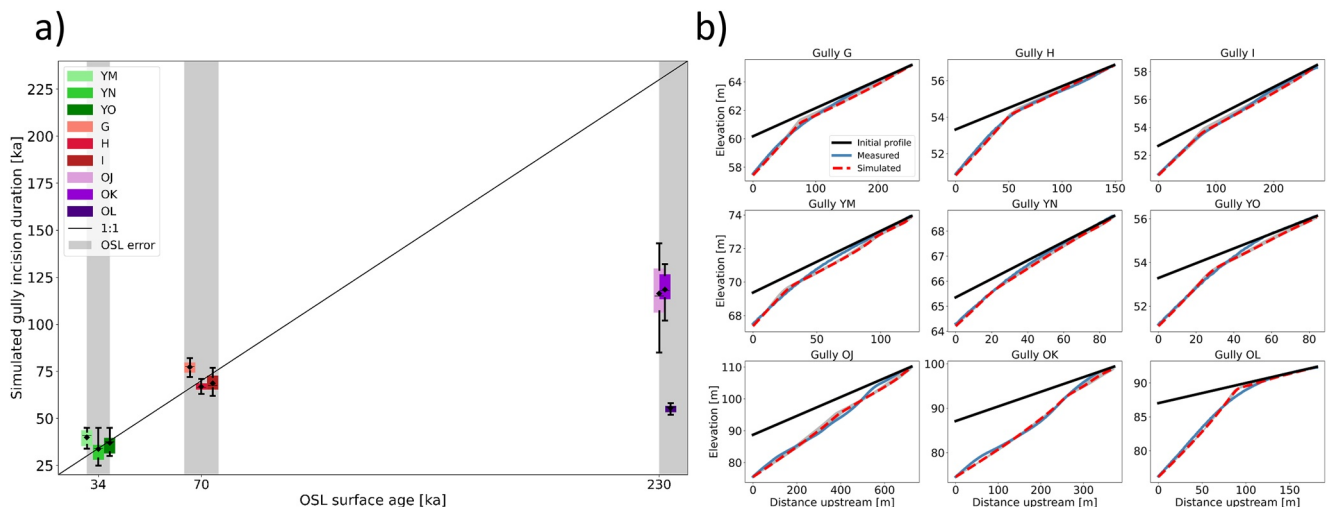 a)
Simulated gully incision duration [ka]
225
200
175
150
125
100
75
50
25
YM
YN
YO
G
H
I
OJ
OK
OL
1:1
OSL error
34
70
230
OSL surface age [ka]
b)
Gully G
Elevation [m]
64
62
60
58
0
100
200
Initial profile
Measured
Simulated
Gully H
56
54
52
0
50
100
150
Gully I
58
56
54
52
0
100
200
Gully YM
Elevation [m]
74
72
70
68
0
50
100
Gully YN
68
67
66
65
64
0
20
40
60
80
Gully YO
56
55
54
53
52
0
20
40
60
80
Gully OJ
Elevation [m]
110
100
90
80
0
200
400
600
Distance upstream [m]
Gully OK
100
90
80
0
100
200
300
Distance upstream [m]
Gully OL
90
85
80
0
50
100
150
Distance upstream [m]